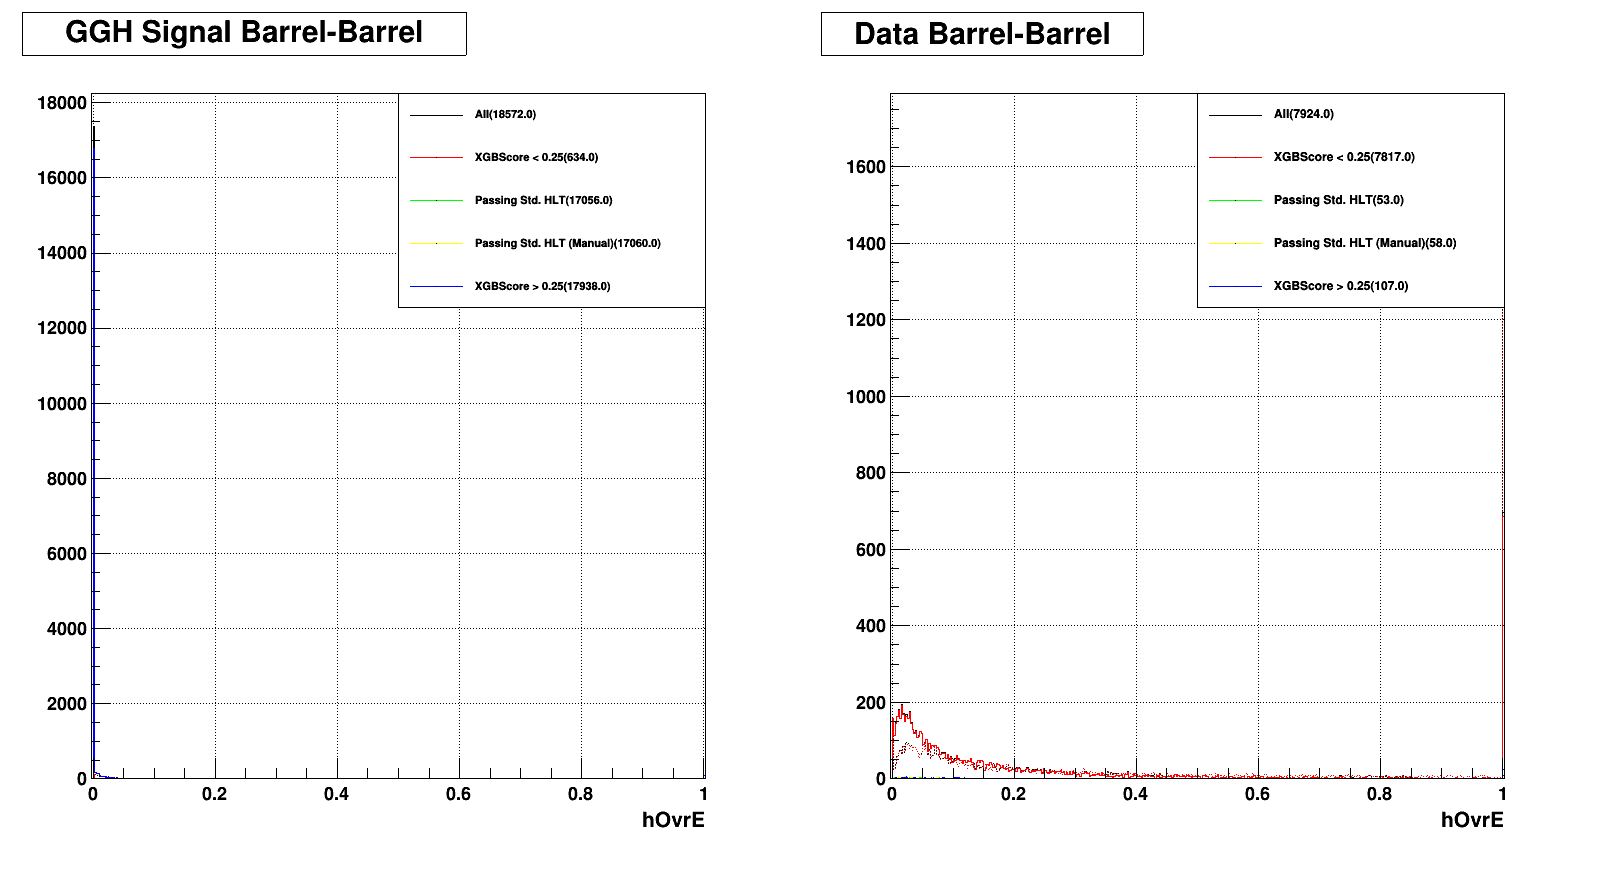 GGH Signal Barrel-Barrel
18000
16000
14000
12000
10000
8000
6000
4000
2000
0
All(18572.0)
XGBScore < 0.25(634.0)
Passing Std. HLT(17056.0)
Passing Std. HLT (Manual)(17060.0)
XGBScore > 0.25(17938.0)
0 0.2 0.4 0.6 0.8 1
hOvrE
Data Barrel-Barrel
1600
1400
1200
1000
800
600
400
200
0
All(7924.0)
XGBScore < 0.25(7817.0)
Passing Std. HLT(53.0)
Passing Std. HLT (Manual)(58.0)
XGBScore > 0.25(107.0)
0 0.2 0.4 0.6 0.8 1
hOvrE